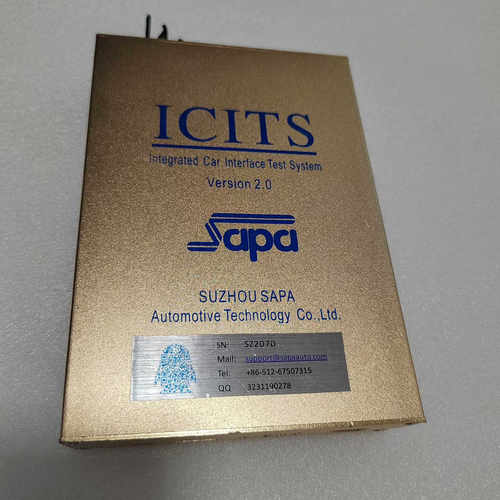 ICITS
Integrated Car Interface Test System
Version 2.0
Sapa
SUZHOU SAPA
Automotive Technology Co.,Ltd.
SN: SZ2070
Mail: support@sapaauto.com
Tel: +86-512-67507315
QQ 3231190278